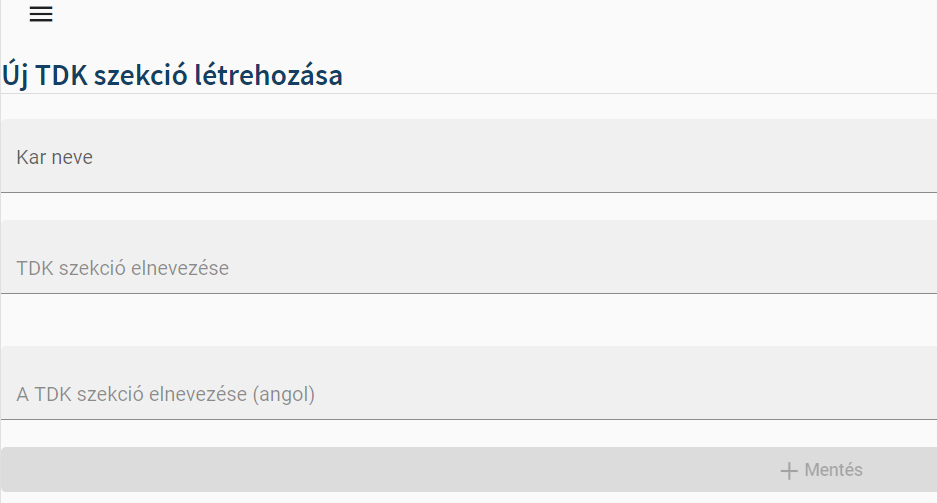 Új TDK szekció létrehozása
Kar neve
TDK szekció elnevezése
A TDK szekció elnevezése (angol)
Mentés